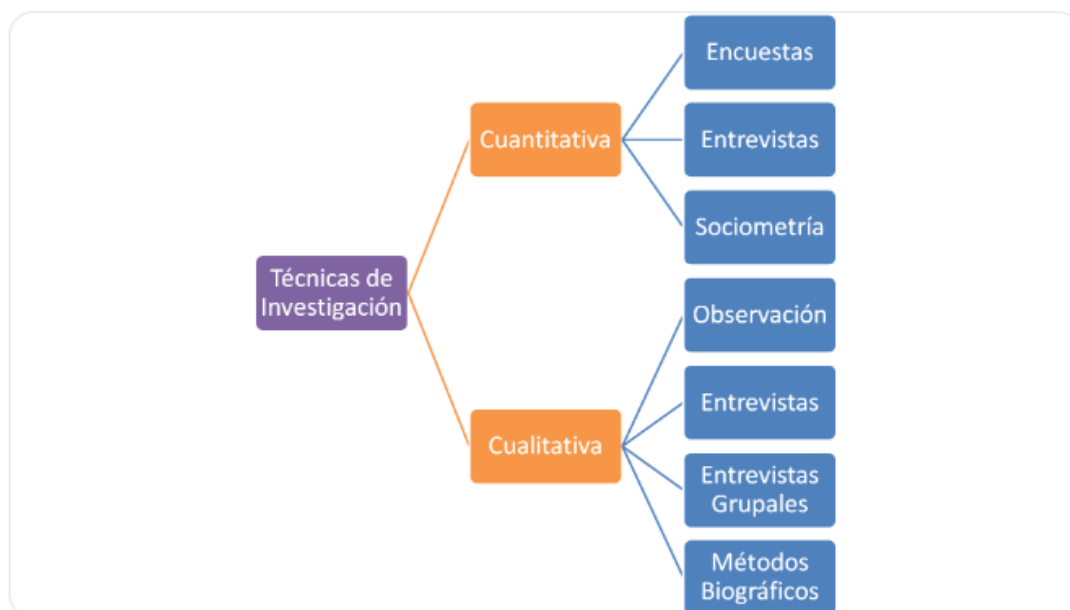 Técnicas de
Investigación
Cuantitativa
Encuestas
Entrevistas
Sociometría
Cualitativa
Observación
Entrevistas
Entrevistas
Grupales
Métodos
Biográficos